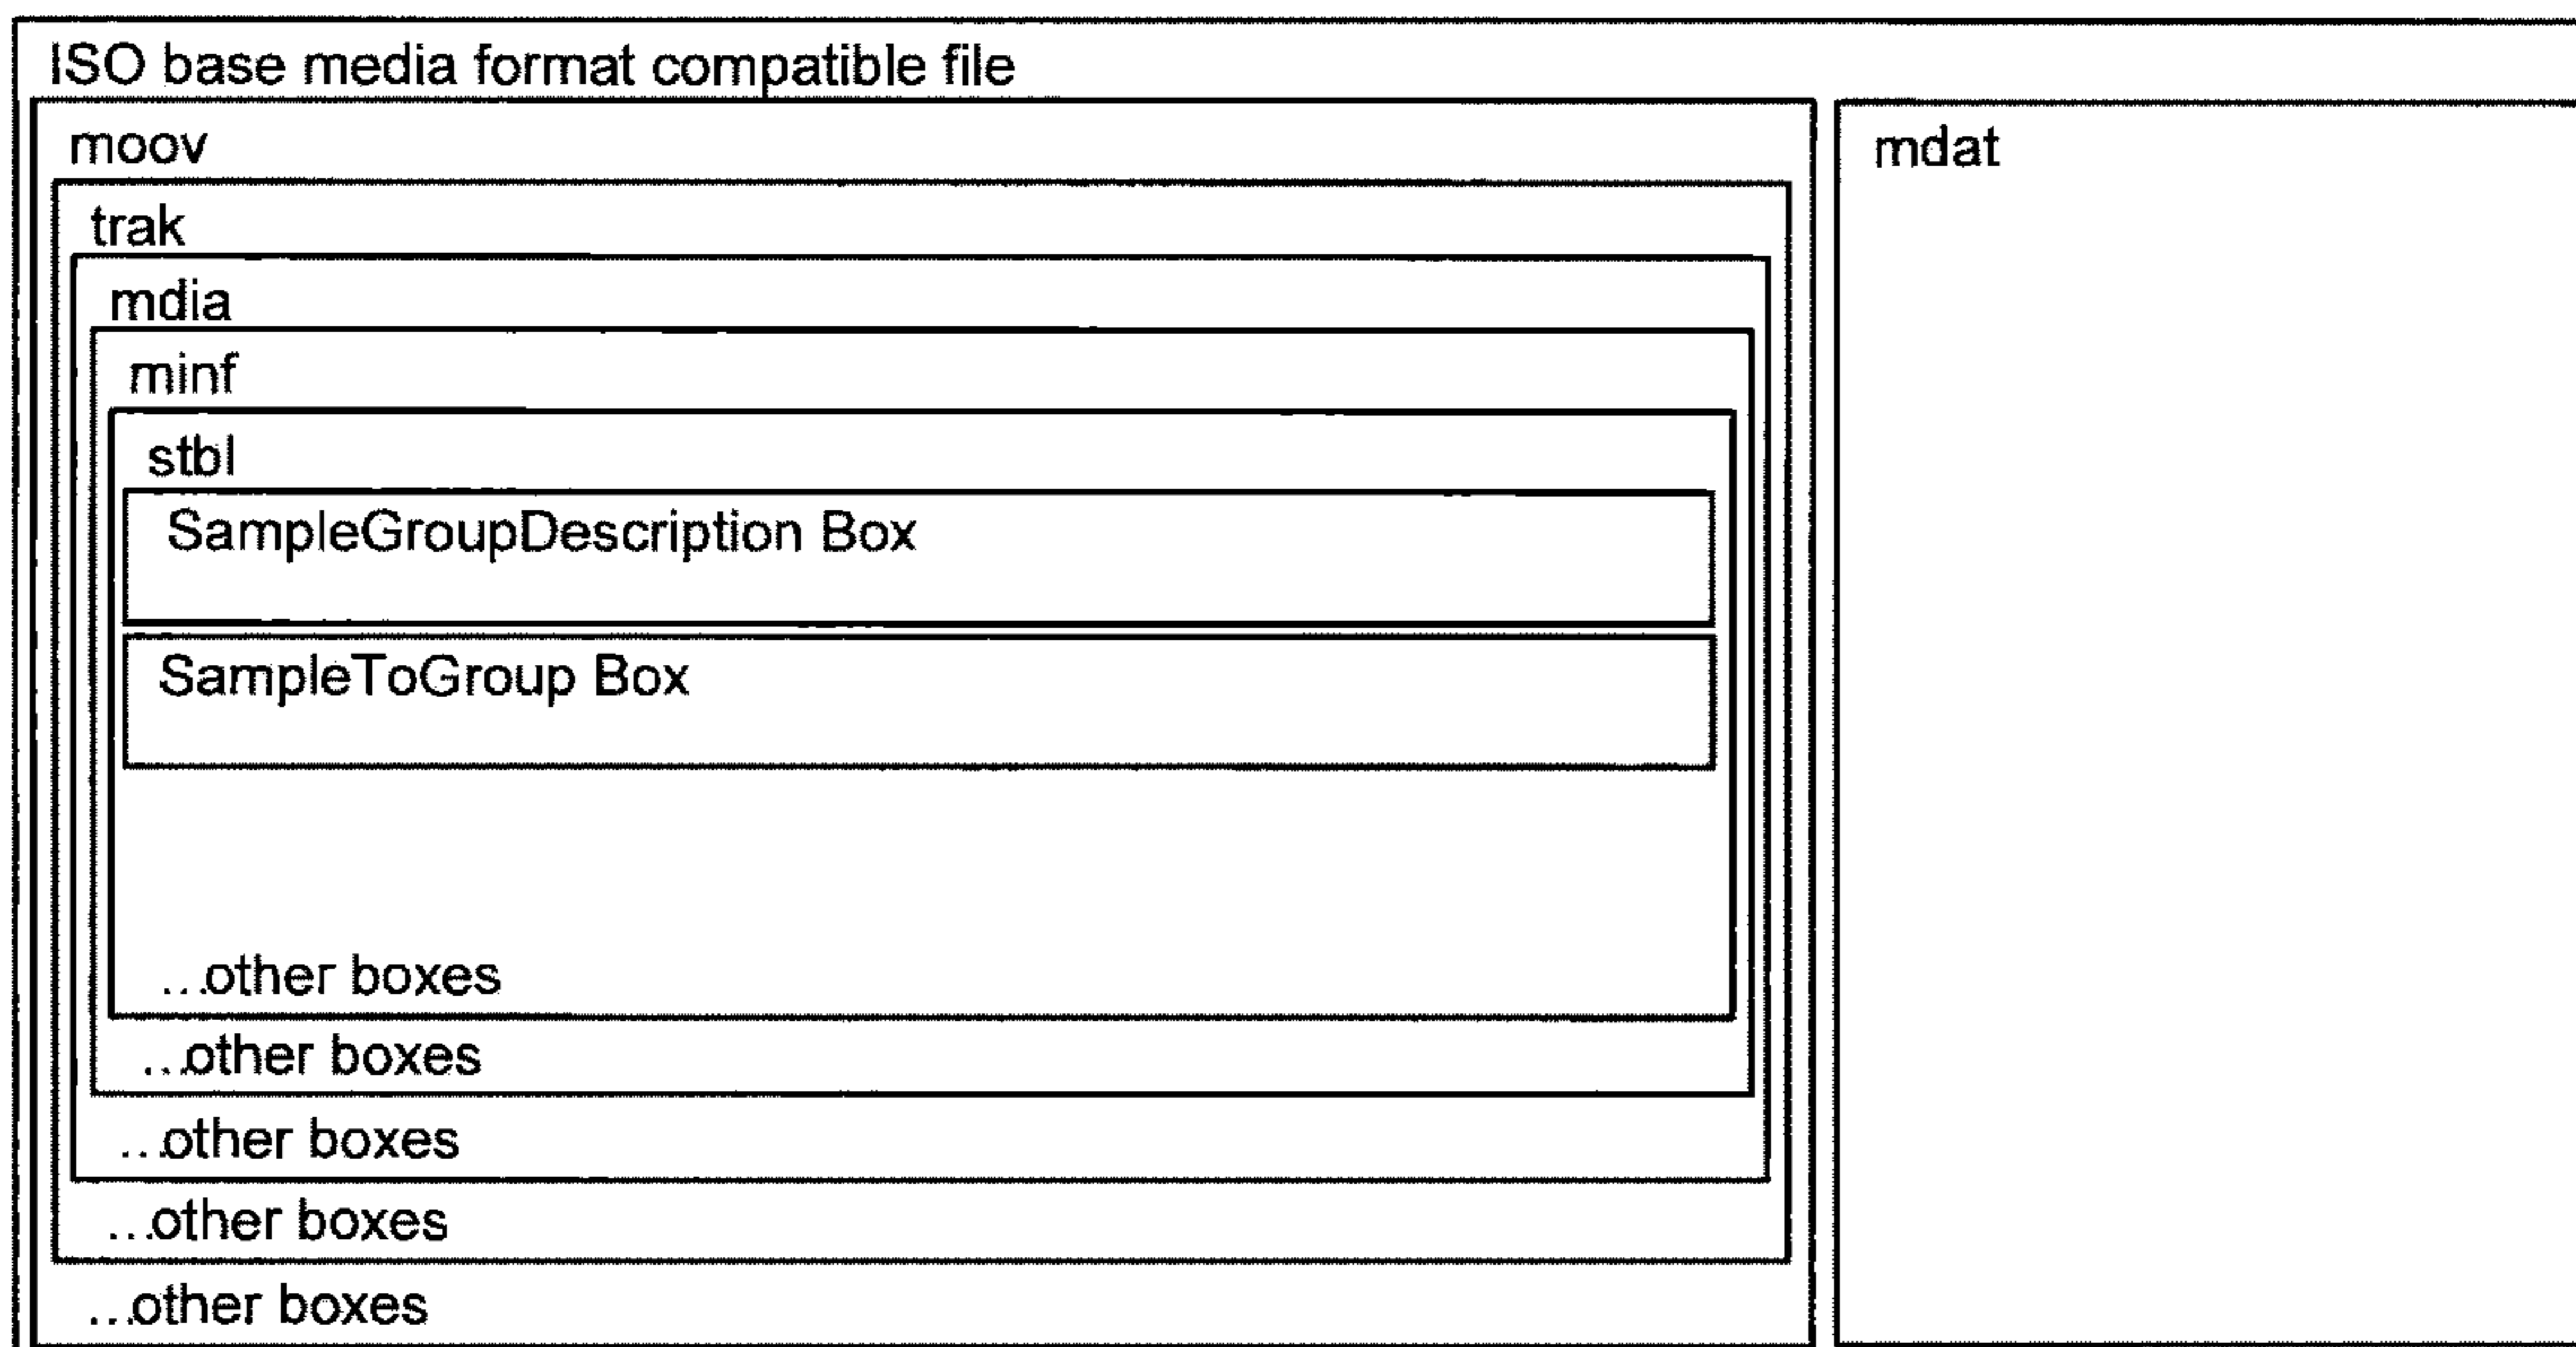 ISO base media format compatible file
moov
mdat
trak
mdia
minf
stbl
SampleGroupDescription Box
SampleToGroup Box
...other boxes
...other boxes
...other boxes
...other boxes
...other boxes